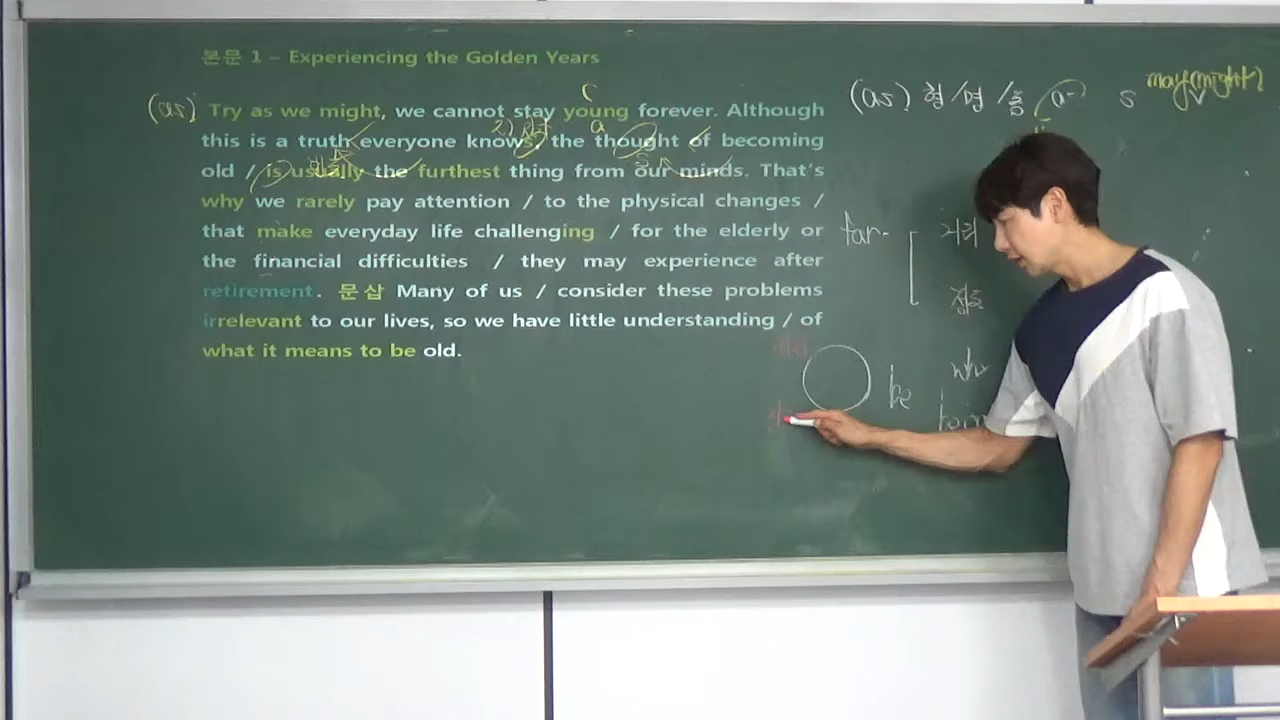 본문 1 – Experiencing the Golden Years
(as) Try as we might, we cannot stay young forever. Although
this is a truth everyone knows, the thought of becoming
old / is usually the furthest thing from our minds. That's
why we rarely pay attention / to the physical changes /
that make everyday life challenging / for the elderly or
the financial difficulties / they may experience after
retirement. 문 삽 Many of us / consider these problems
irrelevant to our lives, so we have little understanding / of
what it means to be old.
(as) 형/명/ S may(might)
far-
거리
정도
be